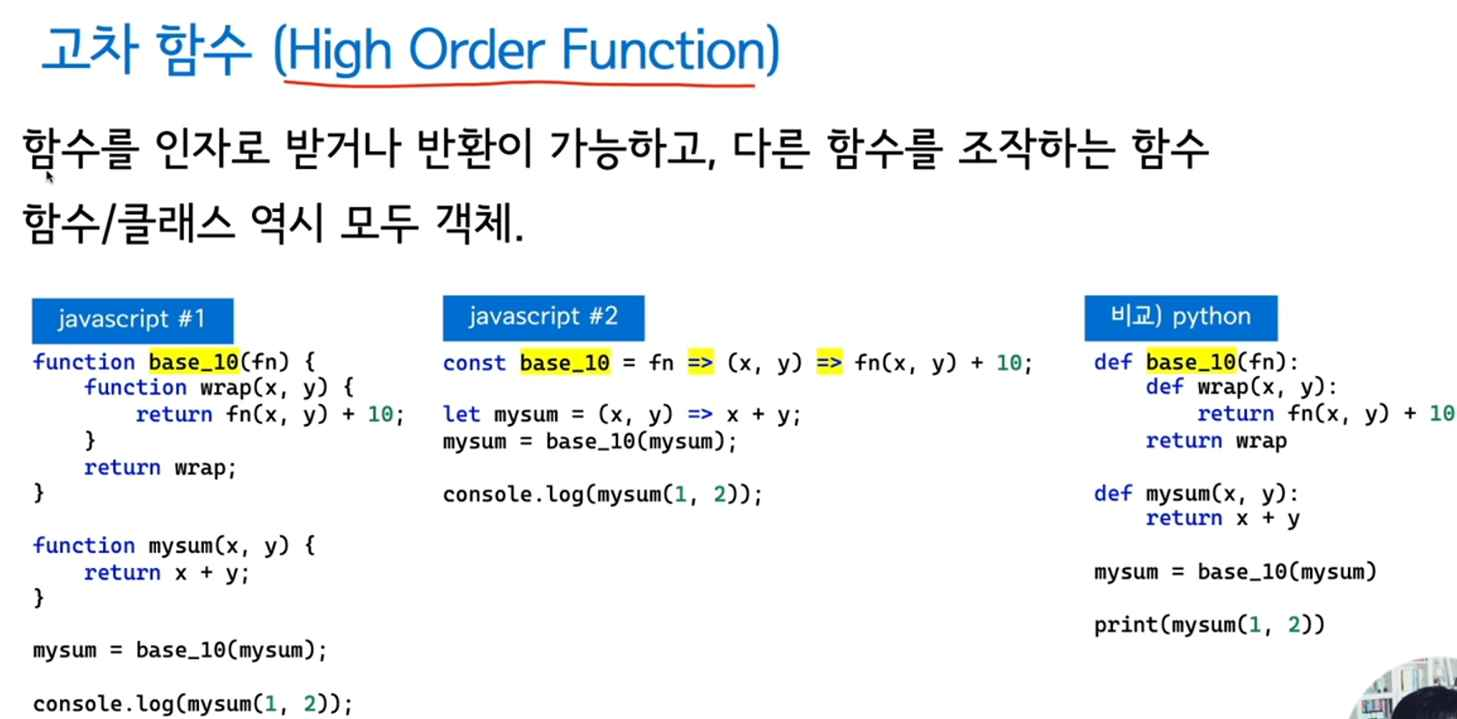 고차 함수 (High Order Function)
함수를 인자로 받거나 반환이 가능하고, 다른 함수를 조작하는 함수
함수/클래스 역시 모두 객체.
javascript #1
function base_10(fn) {
    function wrap(x, y) {
        return fn(x, y) + 10;
    }
    return wrap;
}
function mysum(x, y) {
    return x + y;
}
mysum = base_10(mysum);
console.log(mysum(1, 2));
javascript #2
const base_10 = fn => (x, y) => fn(x, y) + 10;
let mysum = (x, y) => x + y;
mysum = base_10(mysum);
console.log(mysum(1, 2));
비교) python
def base_10(fn):
    def wrap(x, y):
        return fn(x, y) + 10
    return wrap
def mysum(x, y):
    return x + y
mysum = base_10(mysum)
print(mysum(1, 2))